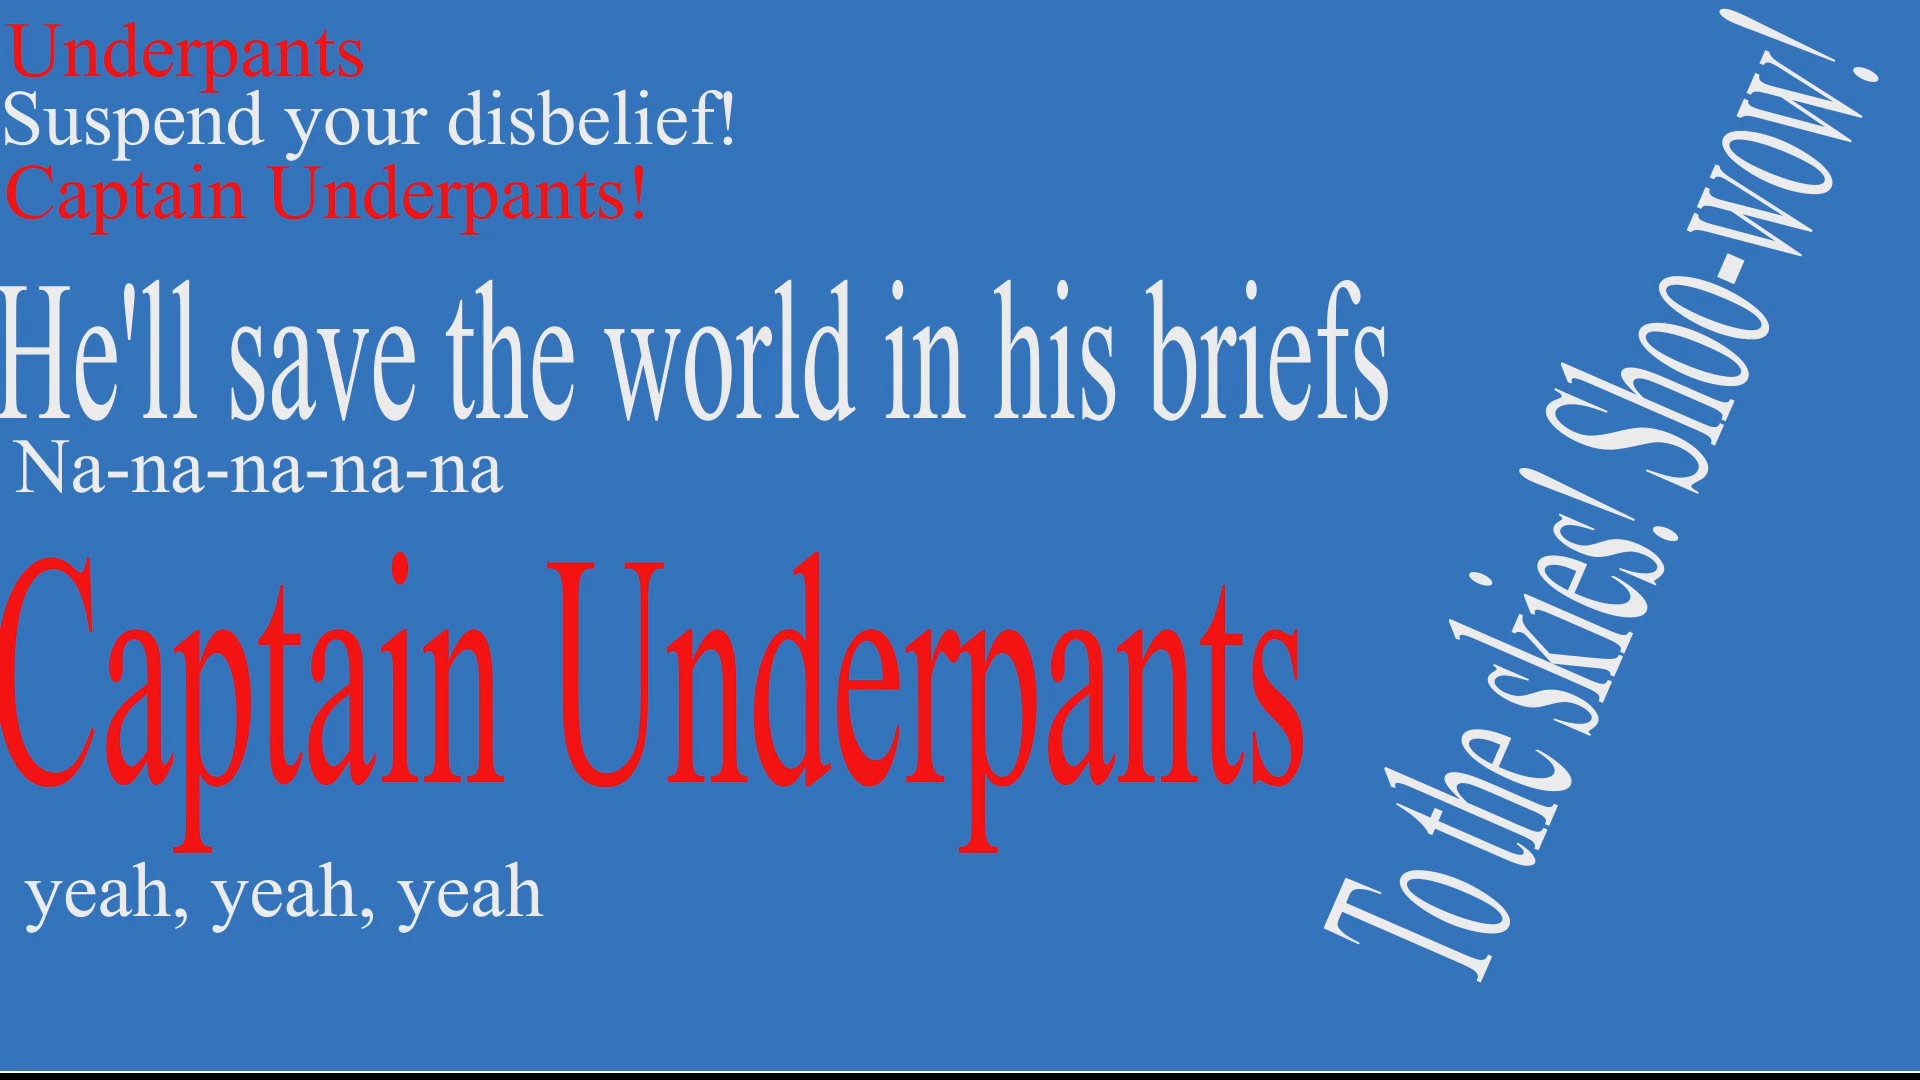 Underpants
Suspend your disbelief!
Captain Underpants!
He'll save the world in his briefs
Na-na-na-na-na
Captain Underpants
yeah, yeah, yeah
To the skies! Shoo-wow!